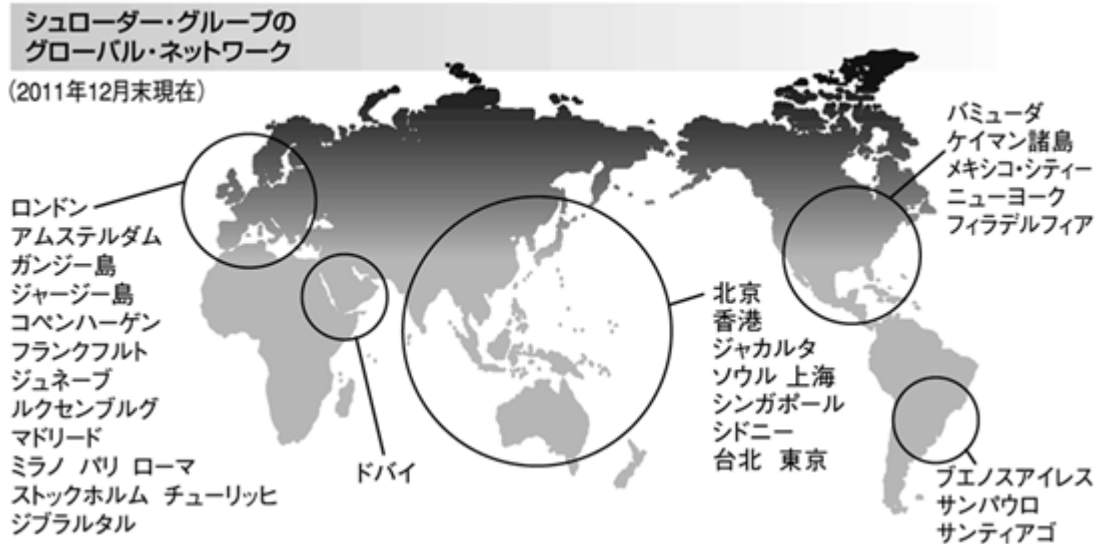 シュローダー・グループの
グローバル・ネットワーク
(2011年12月末現在)
ロンドン
アムステルダム
ガンジー島
ジャージー島
コペンハーゲン
フランクフルト
ジュネーブ
ルクセンブルグ
マドリード
ミラノ パリ ローマ
ストックホルム チューリッヒ
ジブラルタル
ドバイ
北京
香港
ジャカルタ
ソウル 上海
シンガポール
シドニー
台北 東京
バミューダ
ケイマン諸島
メキシコ・シティー
ニューヨーク
フィラデルフィア
ブエノスアイレス
サンパウロ
サンティアゴ